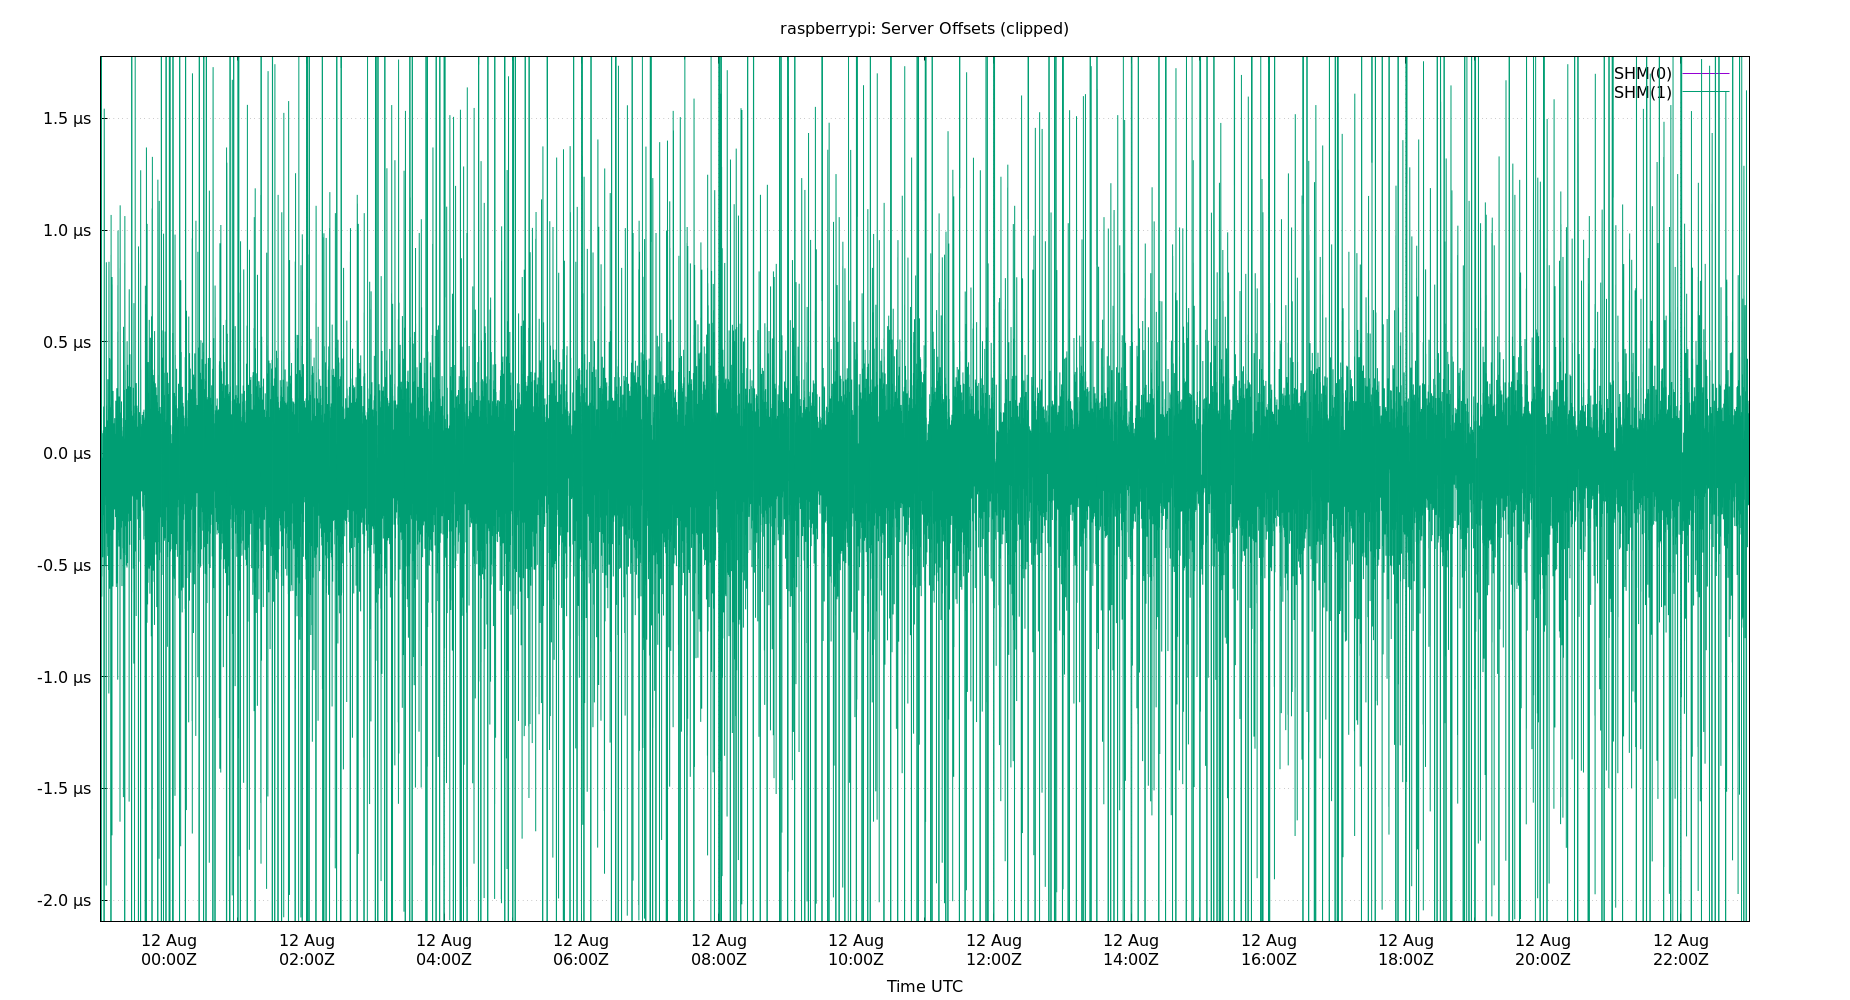 raspberrypi: Server Offsets (clipped)
SHM(0)
SHM(1)
1.5 µs
1.0 µs
0.5 µs
0.0 µs
-0.5 µs
-1.0 µs
-1.5 µs
-2.0 µs
12 Aug 12 Aug 12 Aug 12 Aug 12 Aug 12 Aug 12 Aug 12 Aug 12 Aug 12 Aug 12 Aug 12 Aug
00:00Z 02:00Z 04:00Z 06:00Z 08:00Z 10:00Z 12:00Z 14:00Z 16:00Z 18:00Z 20:00Z 22:00Z
Time UTC